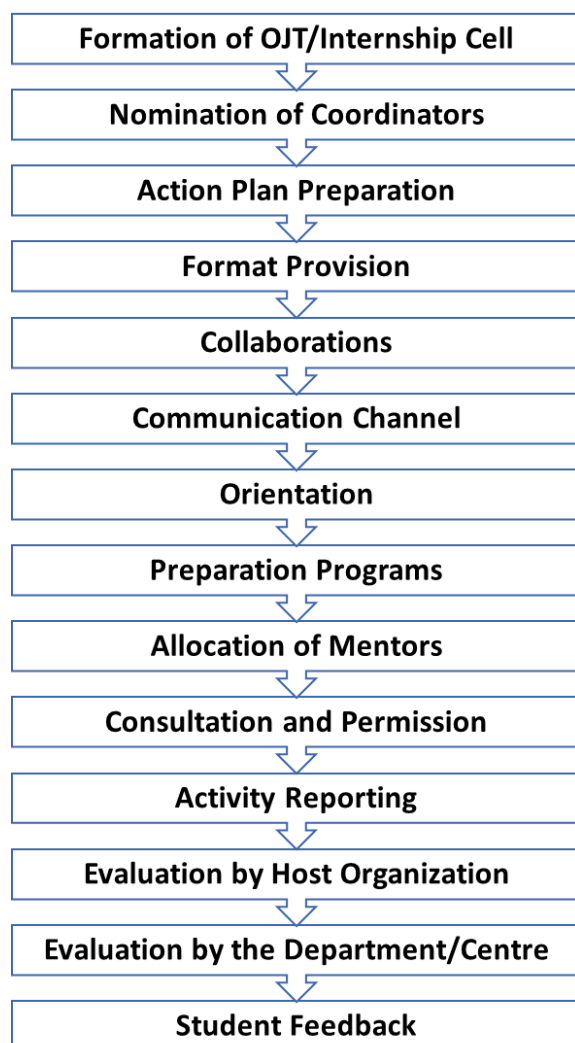 Formation of OJT/Internship Cell
Nomination of Coordinators
Action Plan Preparation
Format Provision
Collaborations
Communication Channel
Orientation
Preparation Programs
Allocation of Mentors
Consultation and Permission
Activity Reporting
Evaluation by Host Organization
Evaluation by the Department/Centre
Student Feedback